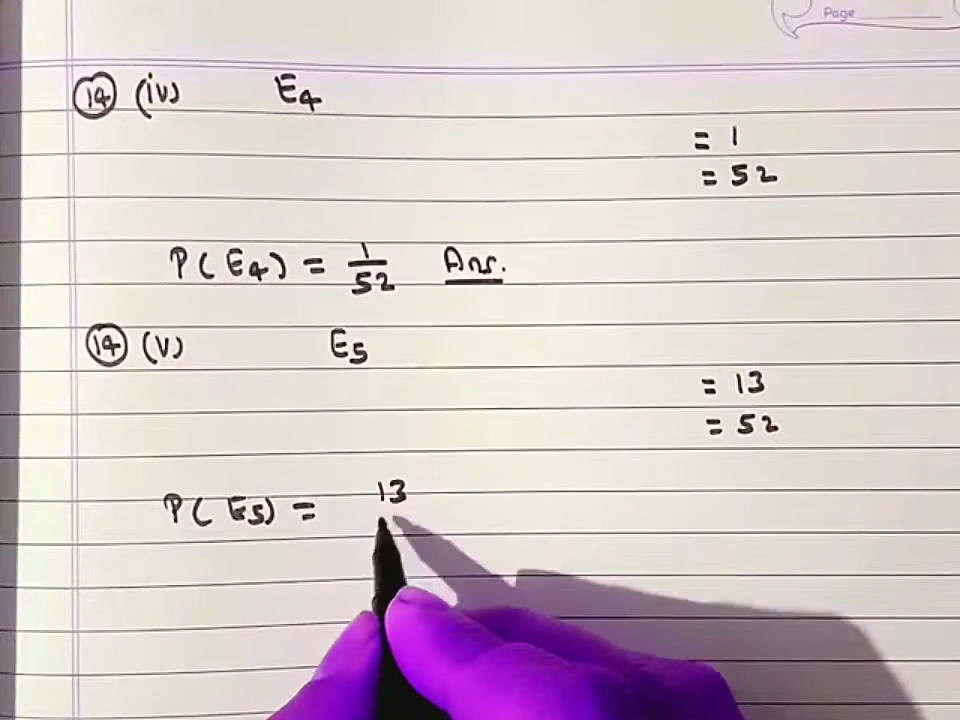 Page
14 (iv) E4
= 1
= 52
P(E4) = 1/52 Ans.
14 (v) E5
= 13
= 52
P(E5) = 13